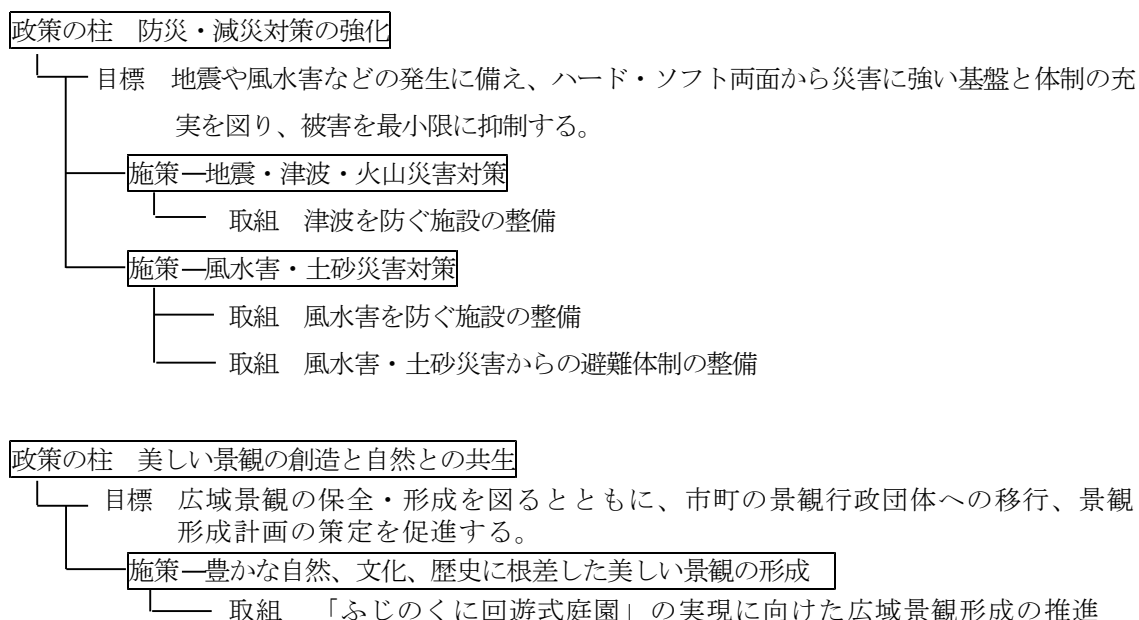 政策の柱　防災・減災対策の強化
目標　地震や風水害などの発生に備え、ハード・ソフト両面から災害に強い基盤と体制の充
実を図り、被害を最小限に抑制する。
施策―地震・津波・火山災害対策
取組　津波を防ぐ施設の整備
施策―風水害・土砂災害対策
取組　風水害を防ぐ施設の整備
取組　風水害・土砂災害からの避難体制の整備
政策の柱　美しい景観の創造と自然との共生
目標　広域景観の保全・形成を図るとともに、市町の景観行政団体への移行、景観
形成計画の策定を促進する。
施策―豊かな自然、文化、歴史に根差した美しい景観の形成
取組　「ふじのくに回遊式庭園」の実現に向けた広域景観形成の推進